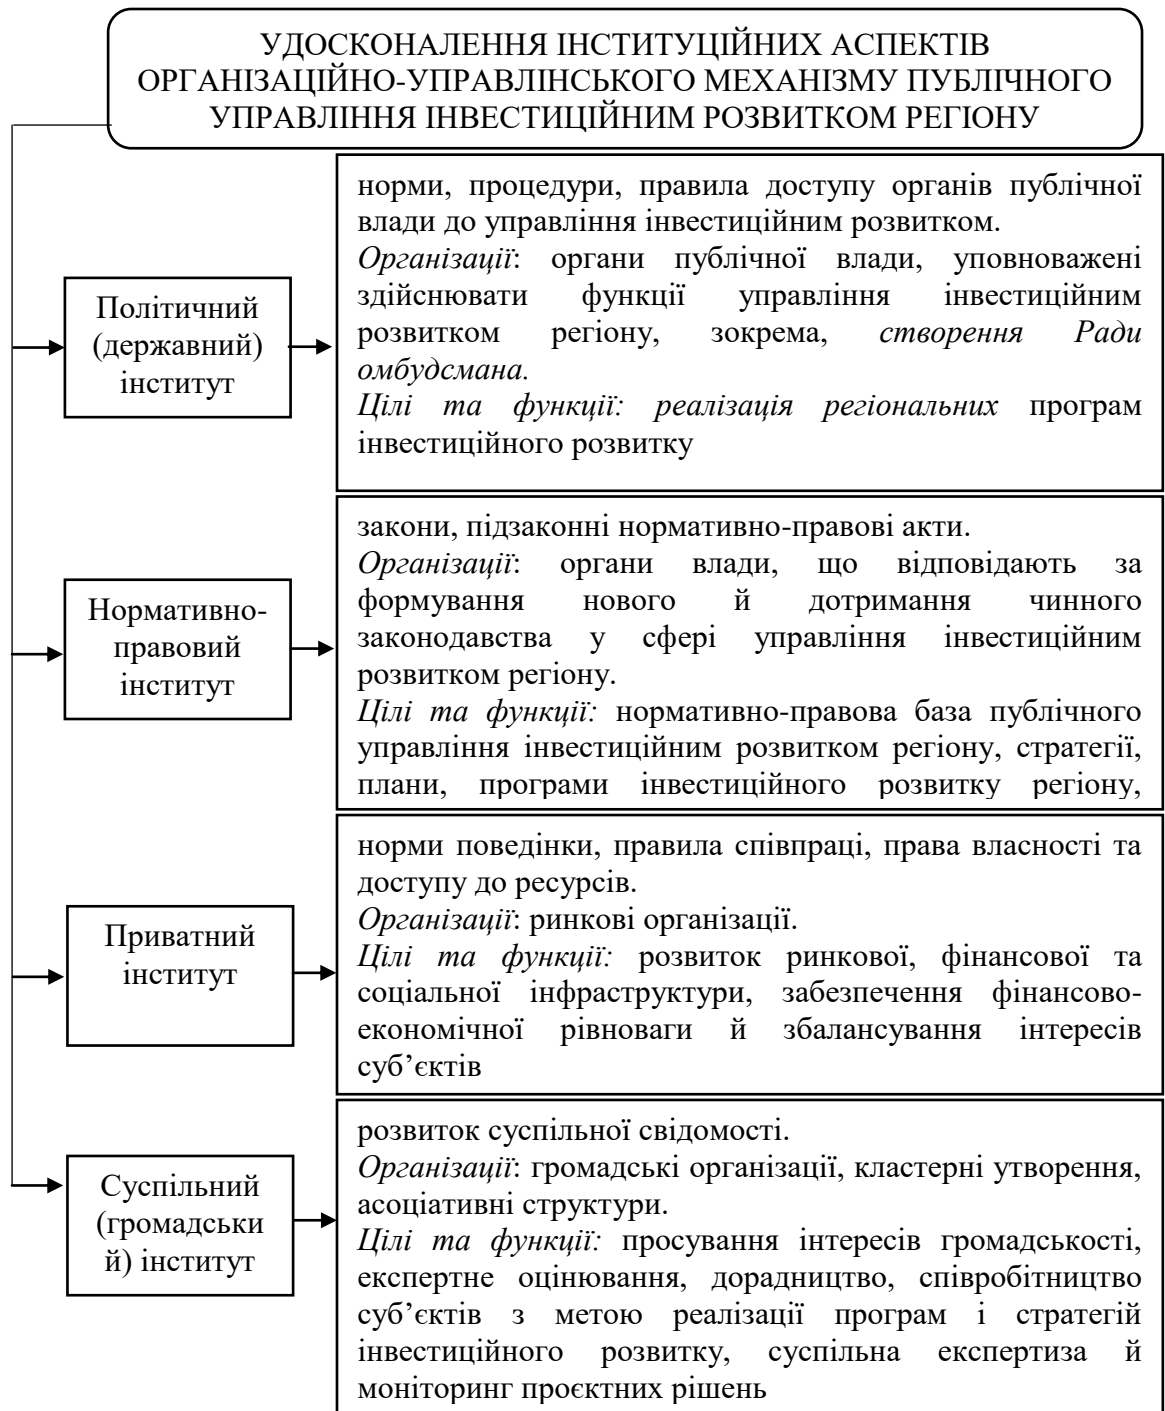 УДОСКОНАЛЕННЯ ІНСТИТУЦІЙНИХ АСПЕКТІВ
ОРГАНІЗАЦІЙНО-УПРАВЛІНСЬКОГО МЕХАНІЗМУ ПУБЛІЧНОГО
УПРАВЛІННЯ ІНВЕСТИЦІЙНИМ РОЗВИТКОМ РЕГІОНУ
Політичний
(державний)
інститут
норми, процедури, правила доступу органів публічної
влади до управління інвестиційним розвитком.
Організації: органи публічної влади, уповноважені
здійснювати функції управління інвестиційним
розвитком регіону, зокрема, створення Ради
омбудсмана.
Цілі та функції: реалізація регіональних програм
інвестиційного розвитку
Нормативно-
правовий
інститут
закони, підзаконні нормативно-правові акти.
Організації: органи влади, що відповідають за
формування нового й дотримання чинного
законодавства у сфері управління інвестиційним
розвитком регіону.
Цілі та функції: нормативно-правова база публічного
управління інвестиційним розвитком регіону, стратегії,
плани, програми інвестиційного розвитку регіону,
Приватний
інститут
норми поведінки, правила співпраці, права власності та
доступу до ресурсів.
Організації: ринкові організації.
Цілі та функції: розвиток ринкової, фінансової та
соціальної інфраструктури, забезпечення фінансово-
економічної рівноваги й збалансування інтересів
суб’єктів
Суспільний
(громадськи
й) інститут
розвиток суспільної свідомості.
Організації: громадські організації, кластерні утворення,
асоціативні структури.
Цілі та функції: просування інтересів громадськості,
експертне оцінювання, дорадництво, співробітництво
суб’єктів з метою реалізації програм і стратегій
інвестиційного розвитку, суспільна експертиза й
моніторинг проєктних рішень